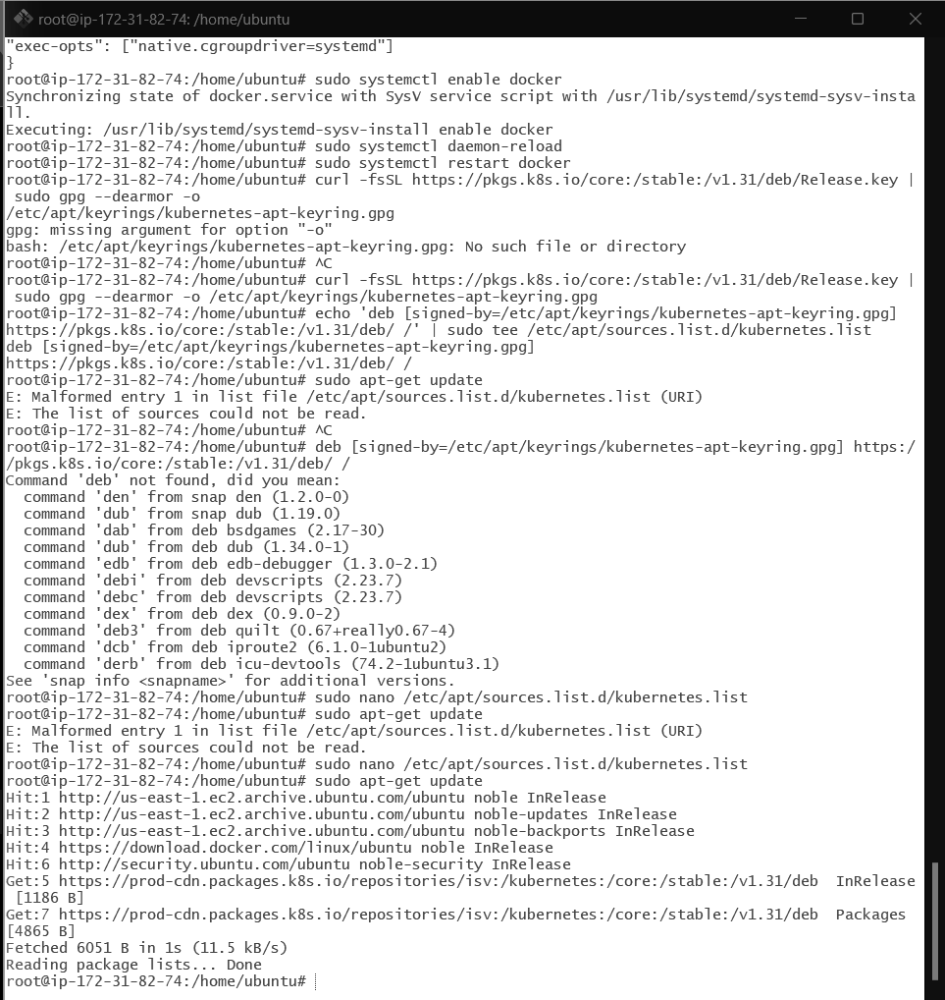 root@ip-172-31-82-74: /home/ubuntu
"exec-opts": ["native.cgroupdriver=systemd"]
}
root@ip-172-31-82-74:/home/ubuntu# sudo systemctl enable docker
Synchronizing state of docker.service with SysV service script with /usr/lib/systemd/systemd-sysv-insta
ll.
Executing: /usr/lib/systemd/systemd-sysv-install enable docker
root@ip-172-31-82-74:/home/ubuntu# sudo systemctl daemon-reload
root@ip-172-31-82-74:/home/ubuntu# sudo systemctl restart docker
root@ip-172-31-82-74:/home/ubuntu# curl -fsSL https://pkgs.k8s.io/core:/stable:/v1.31/deb/Release.key |
 sudo gpg --dearmor -o
/etc/apt/keyrings/kubernetes-apt-keyring.gpg
gpg: missing argument for option "-o"
bash: /etc/apt/keyrings/kubernetes-apt-keyring.gpg: No such file or directory
root@ip-172-31-82-74:/home/ubuntu# ^C
root@ip-172-31-82-74:/home/ubuntu# curl -fsSL https://pkgs.k8s.io/core:/stable:/v1.31/deb/Release.key |
 sudo gpg --dearmor -o /etc/apt/keyrings/kubernetes-apt-keyring.gpg
root@ip-172-31-82-74:/home/ubuntu# echo 'deb [signed-by=/etc/apt/keyrings/kubernetes-apt-keyring.gpg]
https://pkgs.k8s.io/core:/stable:/v1.31/deb/ /' | sudo tee /etc/apt/sources.list.d/kubernetes.list
deb [signed-by=/etc/apt/keyrings/kubernetes-apt-keyring.gpg]
https://pkgs.k8s.io/core:/stable:/v1.31/deb/ /
root@ip-172-31-82-74:/home/ubuntu# sudo apt-get update
E: Malformed entry 1 in list file /etc/apt/sources.list.d/kubernetes.list (URI)
E: The list of sources could not be read.
root@ip-172-31-82-74:/home/ubuntu# ^C
root@ip-172-31-82-74:/home/ubuntu# deb [signed-by=/etc/apt/keyrings/kubernetes-apt-keyring.gpg] https:/
/pkgs.k8s.io/core:/stable:/v1.31/deb/ /
Command 'deb' not found, did you mean:
  command 'den' from snap den (1.2.0-0)
  command 'dub' from snap dub (1.19.0)
  command 'dab' from deb bsdgames (2.17-30)
  command 'dub' from deb dub (1.34.0-1)
  command 'edb' from deb edb-debugger (1.3.0-2.1)
  command 'debi' from deb devscripts (2.23.7)
  command 'debc' from deb devscripts (2.23.7)
  command 'dex' from deb dex (0.9.0-2)
  command 'deb3' from deb quilt (0.67+really0.67-4)
  command 'dcb' from deb iproute2 (6.1.0-1ubuntu2)
  command 'derb' from deb icu-devtools (74.2-1ubuntu3.1)
See 'snap info <snapname>' for additional versions.
root@ip-172-31-82-74:/home/ubuntu# sudo nano /etc/apt/sources.list.d/kubernetes.list
root@ip-172-31-82-74:/home/ubuntu# sudo apt-get update
E: Malformed entry 1 in list file /etc/apt/sources.list.d/kubernetes.list (URI)
E: The list of sources could not be read.
root@ip-172-31-82-74:/home/ubuntu# sudo nano /etc/apt/sources.list.d/kubernetes.list
root@ip-172-31-82-74:/home/ubuntu# sudo apt-get update
Hit:1 http://us-east-1.ec2.archive.ubuntu.com/ubuntu noble InRelease
Hit:2 http://us-east-1.ec2.archive.ubuntu.com/ubuntu noble-updates InRelease
Hit:3 http://us-east-1.ec2.archive.ubuntu.com/ubuntu noble-backports InRelease
Hit:4 https://download.docker.com/linux/ubuntu noble InRelease
Hit:6 http://security.ubuntu.com/ubuntu noble-security InRelease
Get:5 https://prod-cdn.packages.k8s.io/repositories/isv:/kubernetes:/core:/stable:/v1.31/deb  InRelease
 [1186 B]
Get:7 https://prod-cdn.packages.k8s.io/repositories/isv:/kubernetes:/core:/stable:/v1.31/deb  Packages
[4865 B]
Fetched 6051 B in 1s (11.5 kB/s)
Reading package lists... Done
root@ip-172-31-82-74:/home/ubuntu#